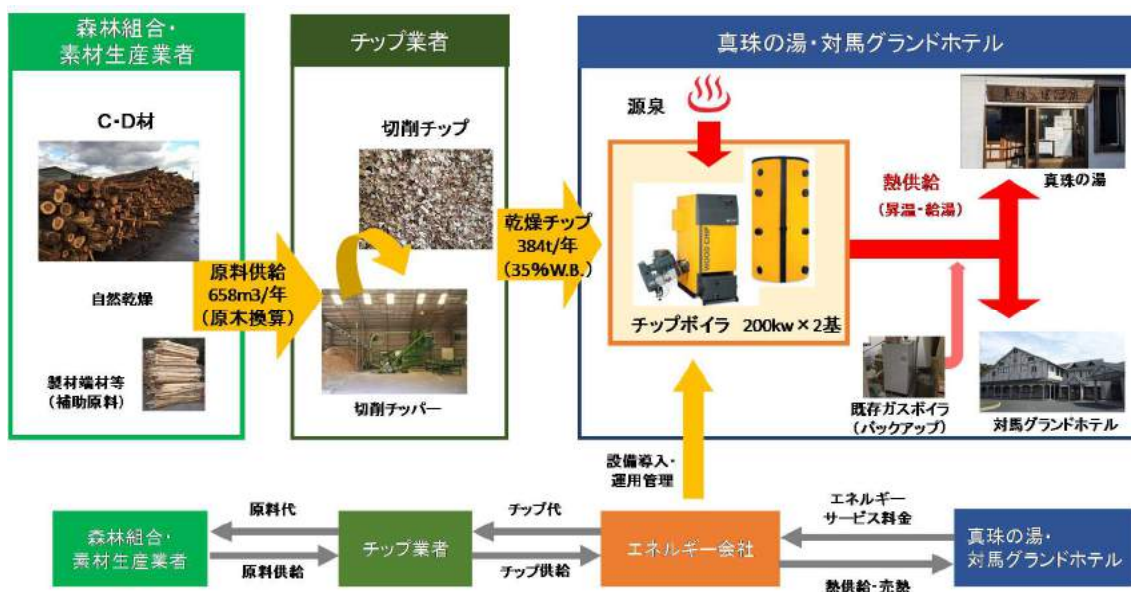 森林組合・
素材生産業者
C・D材
自然乾燥
製材端材等
(補助原料)
原料供給
658m3/年
(原木換算)
チップ業者
切削チップ
切削チッパー
乾燥チップ
384t/年
(35%W.B.)
真珠の湯・対馬グランドホテル
源泉
WOOD CHIP
チップボイラ 200kw×2基
熱供給
(昇温・給湯)
真珠の湯
既存ガスボイラ
(バックアップ)
対馬グランドホテル
設備導入・
運用管理
森林組合・
素材生産業者
原料代
原料供給
チップ業者
チップ代
チップ供給
エネルギー会社
エネルギー
サービス料金
熱供給・売熱
真珠の湯・
対馬グランドホテル